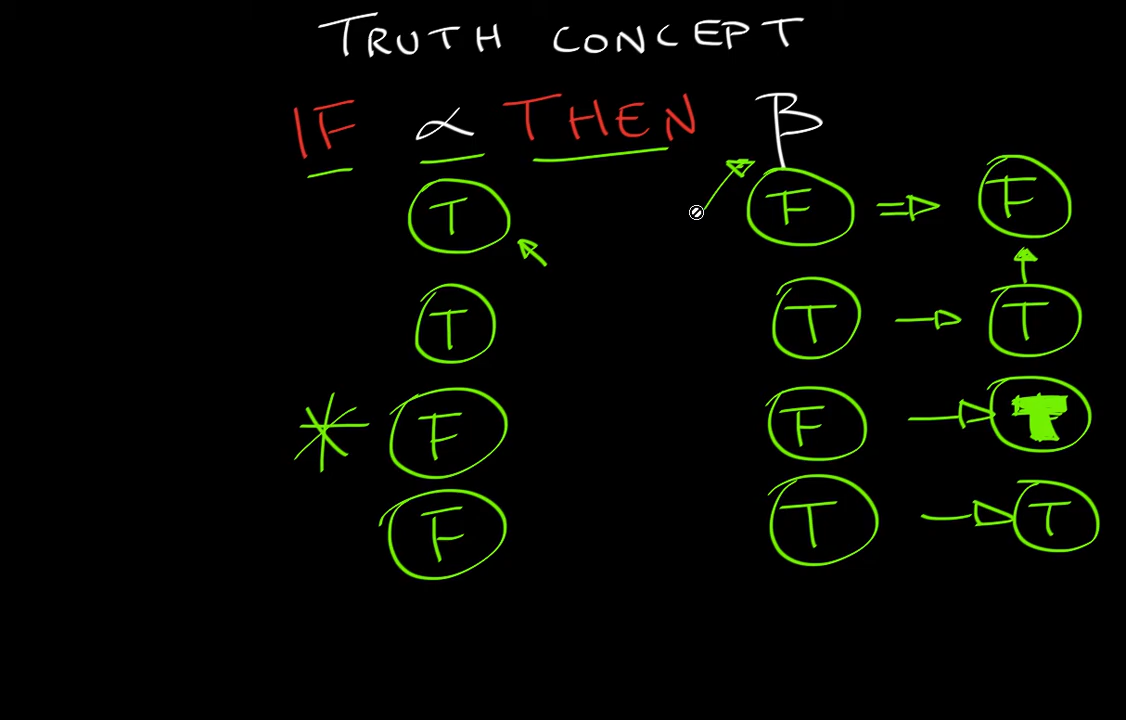 TRUTH CONCEPT
IF α THEN β
T F ⇒ F
T T → T
* F F → T
F T → T